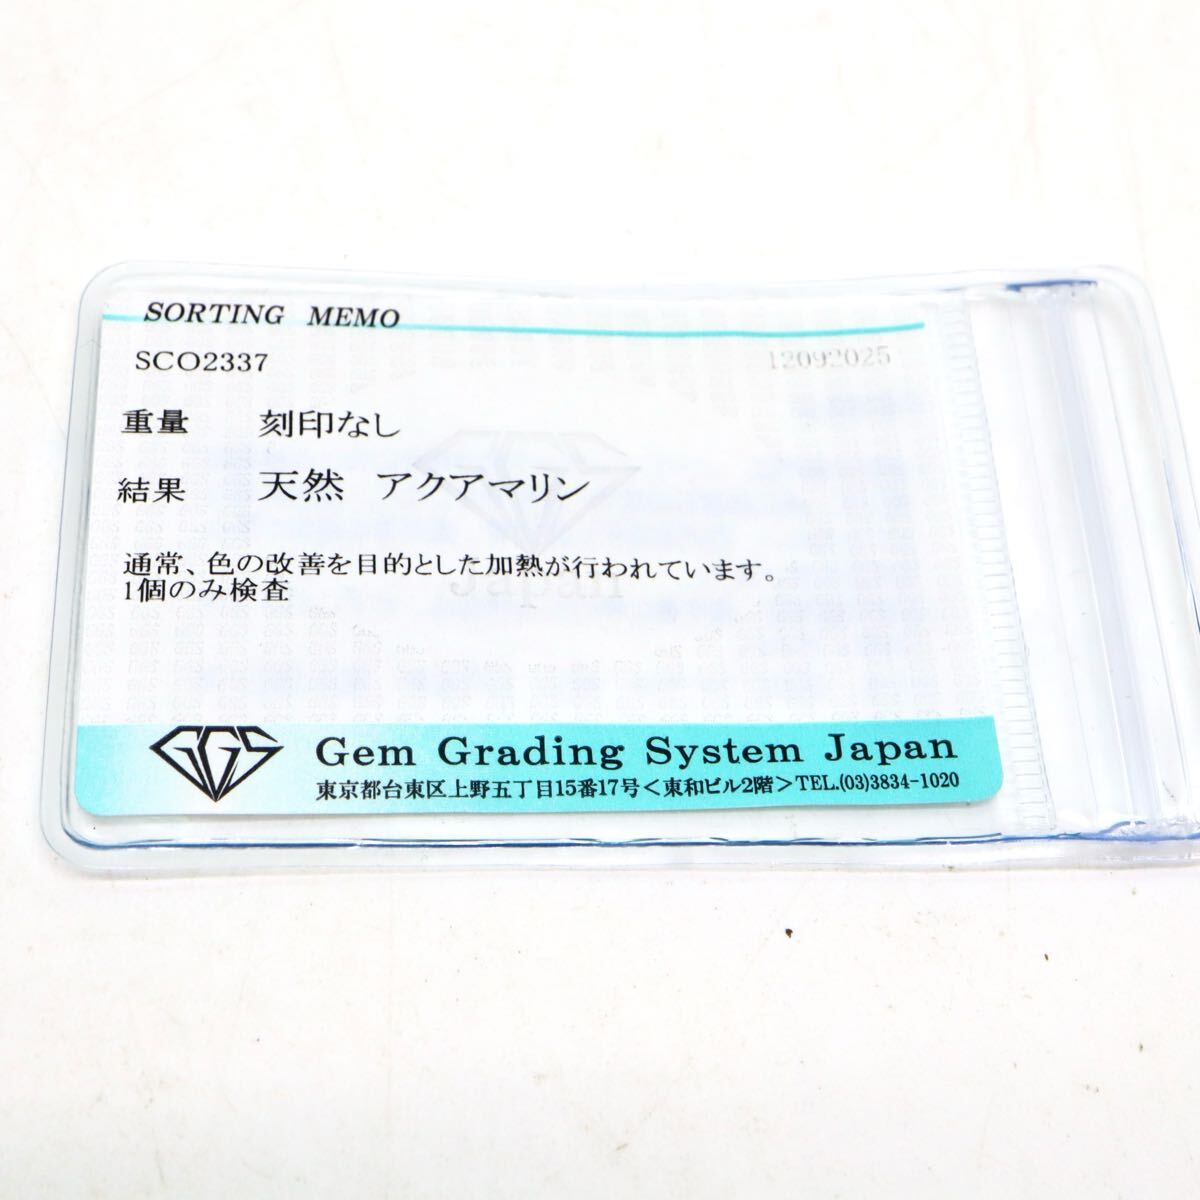 SORTING MEMO
SCO2337 12092025
重量 刻印なし
結果 天然 アクアマリン
通常、色の改善を目的とした加熱が行われています。
1個のみ検査
Japan
GGS Gem Grading System Japan
東京都台東区上野五丁目15番17号＜東和ビル2階＞TEL.(03)3834-1020